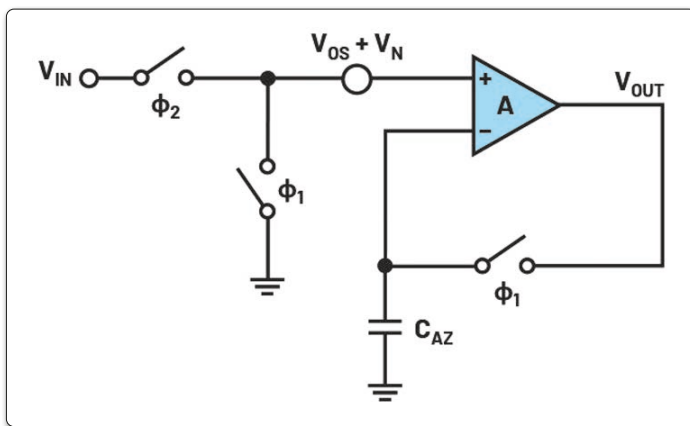 V_IN
ϕ2
V_OS + V_N
ϕ1
+
A
−
V_OUT
ϕ1
C_AZ